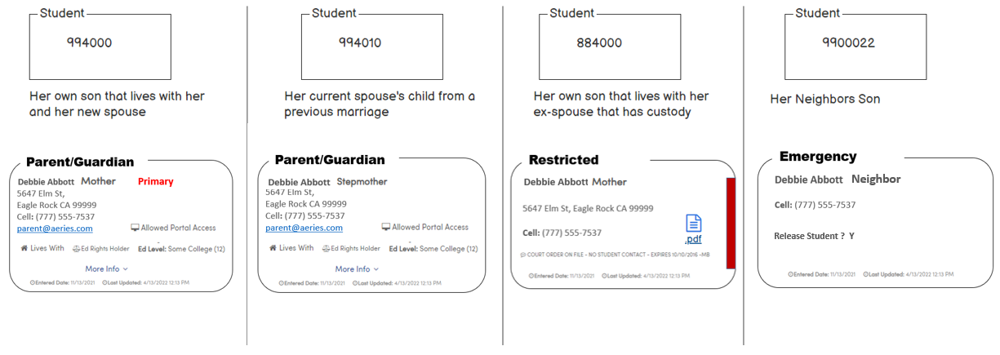 Student
994000
Her own son that lives with her
and her new spouse
Parent/Guardian
Debbie Abbott Mother Primary
5647 Elm St,
Eagle Rock CA 99999
Cell: (777) 555-7537
parent@aeries.com Allowed Portal Access
Lives With Ed Rights Holder Ed Level: Some College (12)
More Info
Entered Date: 11/13/2021 Last Updated: 4/13/2022 12:13 PM
Student
994010
Her current spouse's child from a
previous marriage
Parent/Guardian
Debbie Abbott Stepmother
5647 Elm St,
Eagle Rock CA 99999
Cell: (777) 555-7537
parent@aeries.com Allowed Portal Access
Lives With Ed Rights Holder Ed Level: Some College (12)
More Info
Entered Date: 11/13/2021 Last Updated: 4/13/2022 12:13 PM
Student
884000
Her own son that lives with her
ex-spouse that has custody
Restricted
Debbie Abbott Mother
5647 Elm St, Eagle Rock CA 99999
Cell: (777) 555-7537
.pdf
COURT ORDER ON FILE - NO STUDENT CONTACT - EXPIRES 10/10/2016 -MB
Entered Date: 11/13/2021 Last Updated: 4/13/2022 12:13 PM
Student
9900022
Her Neighbors Son
Emergency
Debbie Abbott Neighbor
Cell: (777) 555-7537
Release Student ? Y
Entered Date: 11/13/2021 Last Updated: 4/13/2022 12:13 PM